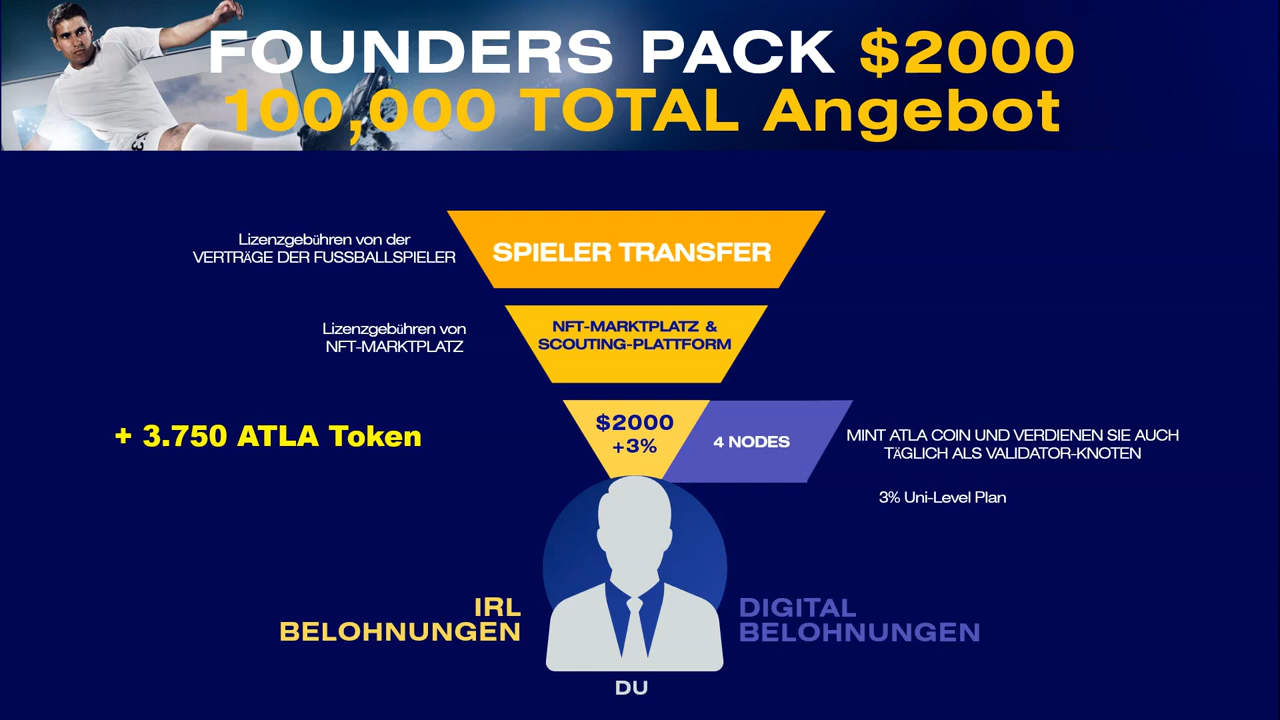 FOUNDERS PACK $2000
100,000 TOTAL Angebot
Lizenzgebühren von der
VERTRÄGE DER FUSSBALLSPIELER
SPIELER TRANSFER
Lizenzgebühren von
NFT-MARKTPLATZ
NFT-MARKTPLATZ &
SCOUTING-PLATTFORM
+ 3.750 ATLA Token
$2000
+3%
4 NODES
MINT ATLA COIN UND VERDIENEN SIE AUCH
TÄGLICH ALS VALIDATOR-KNOTEN
3% Uni-Level Plan
IRL
BELOHNUNGEN
DIGITAL
BELOHNUNGEN
DU